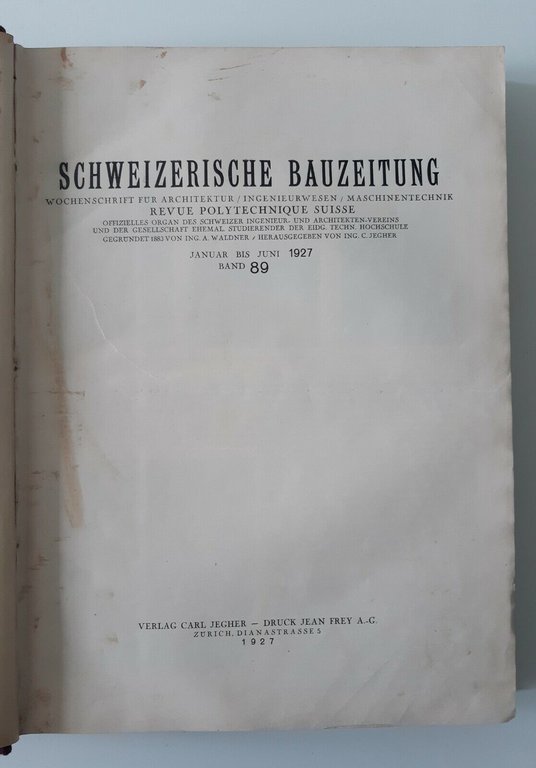 SCHWEIZERISCHE BAUZEITUNG
WOCHENSCHRIFT FÜR ARCHITEKTUR / INGENIEURWESEN / MASCHINENTECHNIK
REVUE POLYTECHNIQUE SUISSE
OFFIZIELLES ORGAN DES SCHWEIZER INGENIEUR- UND ARCHITEKTEN-VEREINS
UND DER GESELLSCHAFT EHEMAL. STUDIERENDER DER EIDG. TECHN. HOCHSCHULE
GEGRÜNDET 1883 VON ING. A. WALDNER / HERAUSGEGEBEN VON ING. C. JEGHER
JANUAR BIS JUNI 1927
BAND 89
VERLAG CARL JEGHER — DRUCK JEAN FREY A.-G.
ZÜRICH, DIANASTRASSE 5
1927